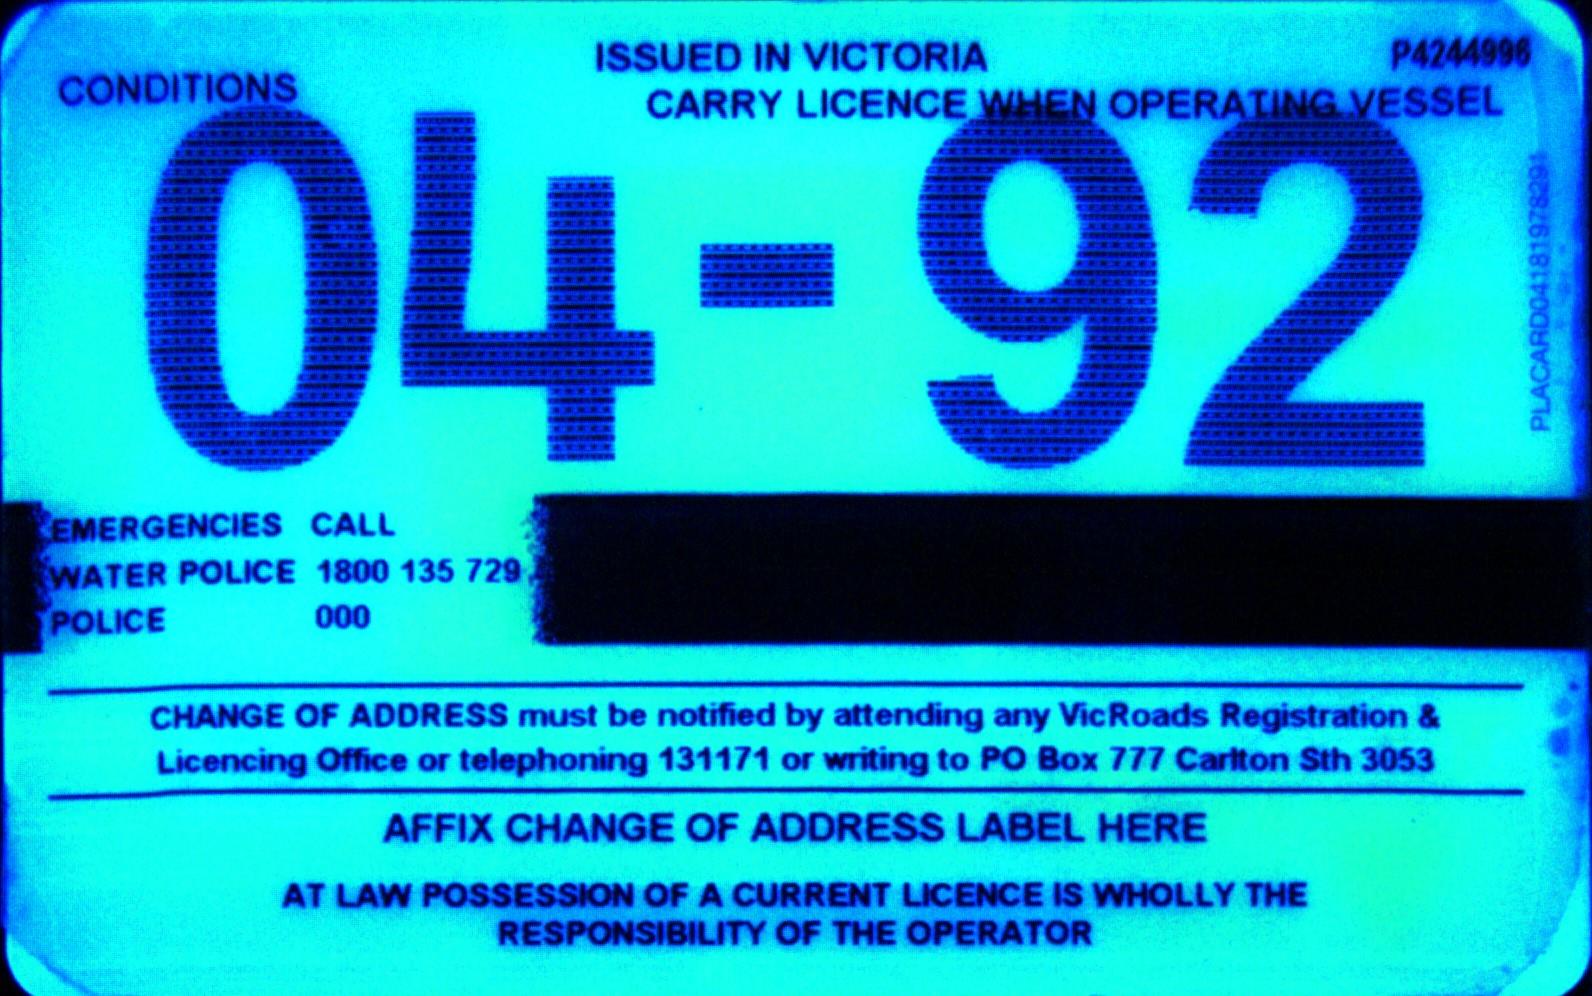 ISSUED IN VICTORIA
P4244996
CONDITIONS
CARRY LICENCE WHEN OPERATING VESSEL
04-92
PLACARD04181978291
EMERGENCIES CALL
WATER POLICE 1800 135 729
POLICE 000
CHANGE OF ADDRESS must be notified by attending any VicRoads Registration &
Licencing Office or telephoning 131171 or writing to PO Box 777 Carlton Sth 3053
AFFIX CHANGE OF ADDRESS LABEL HERE
AT LAW POSSESSION OF A CURRENT LICENCE IS WHOLLY THE
RESPONSIBILITY OF THE OPERATOR